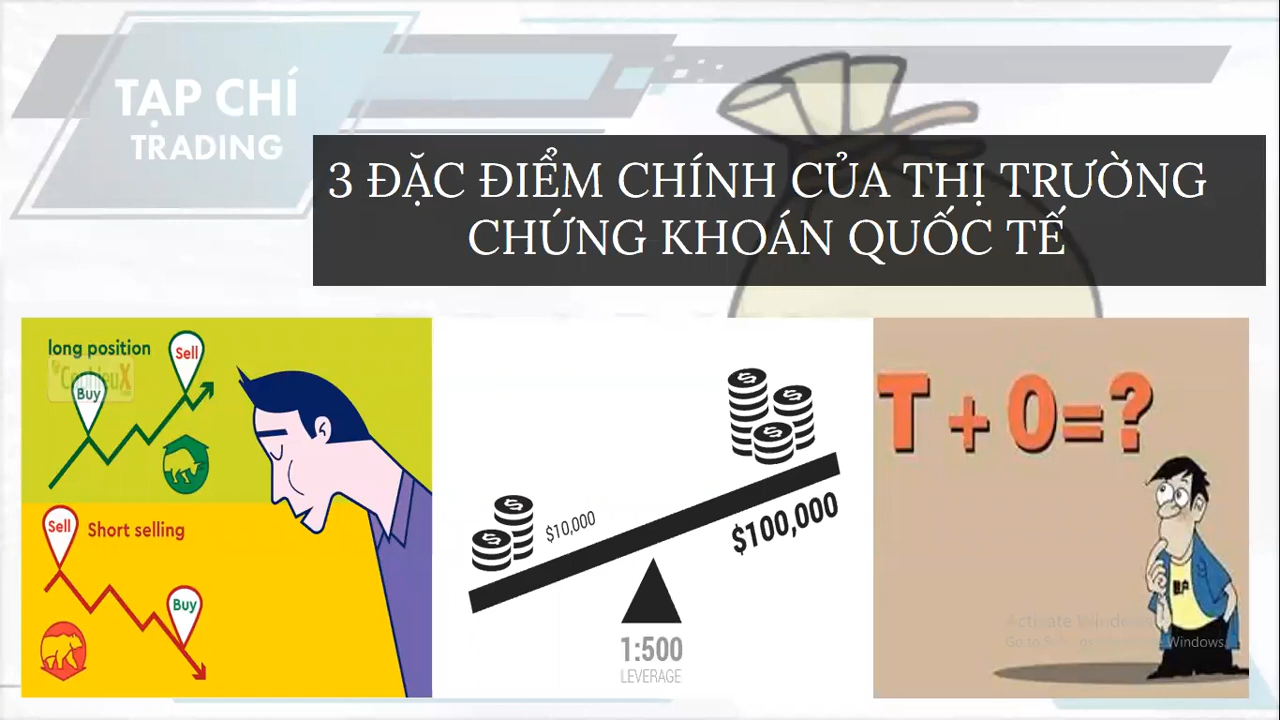 TẠP CHÍ
TRADING
3 ĐẶC ĐIỂM CHÍNH CỦA THỊ TRƯỜNG
CHỨNG KHOÁN QUỐC TẾ
long position
Sell
Buy
Sell
Short selling
Buy
$10,000
$100,000
1:500
LEVERAGE
T + 0=?
Activate Windows